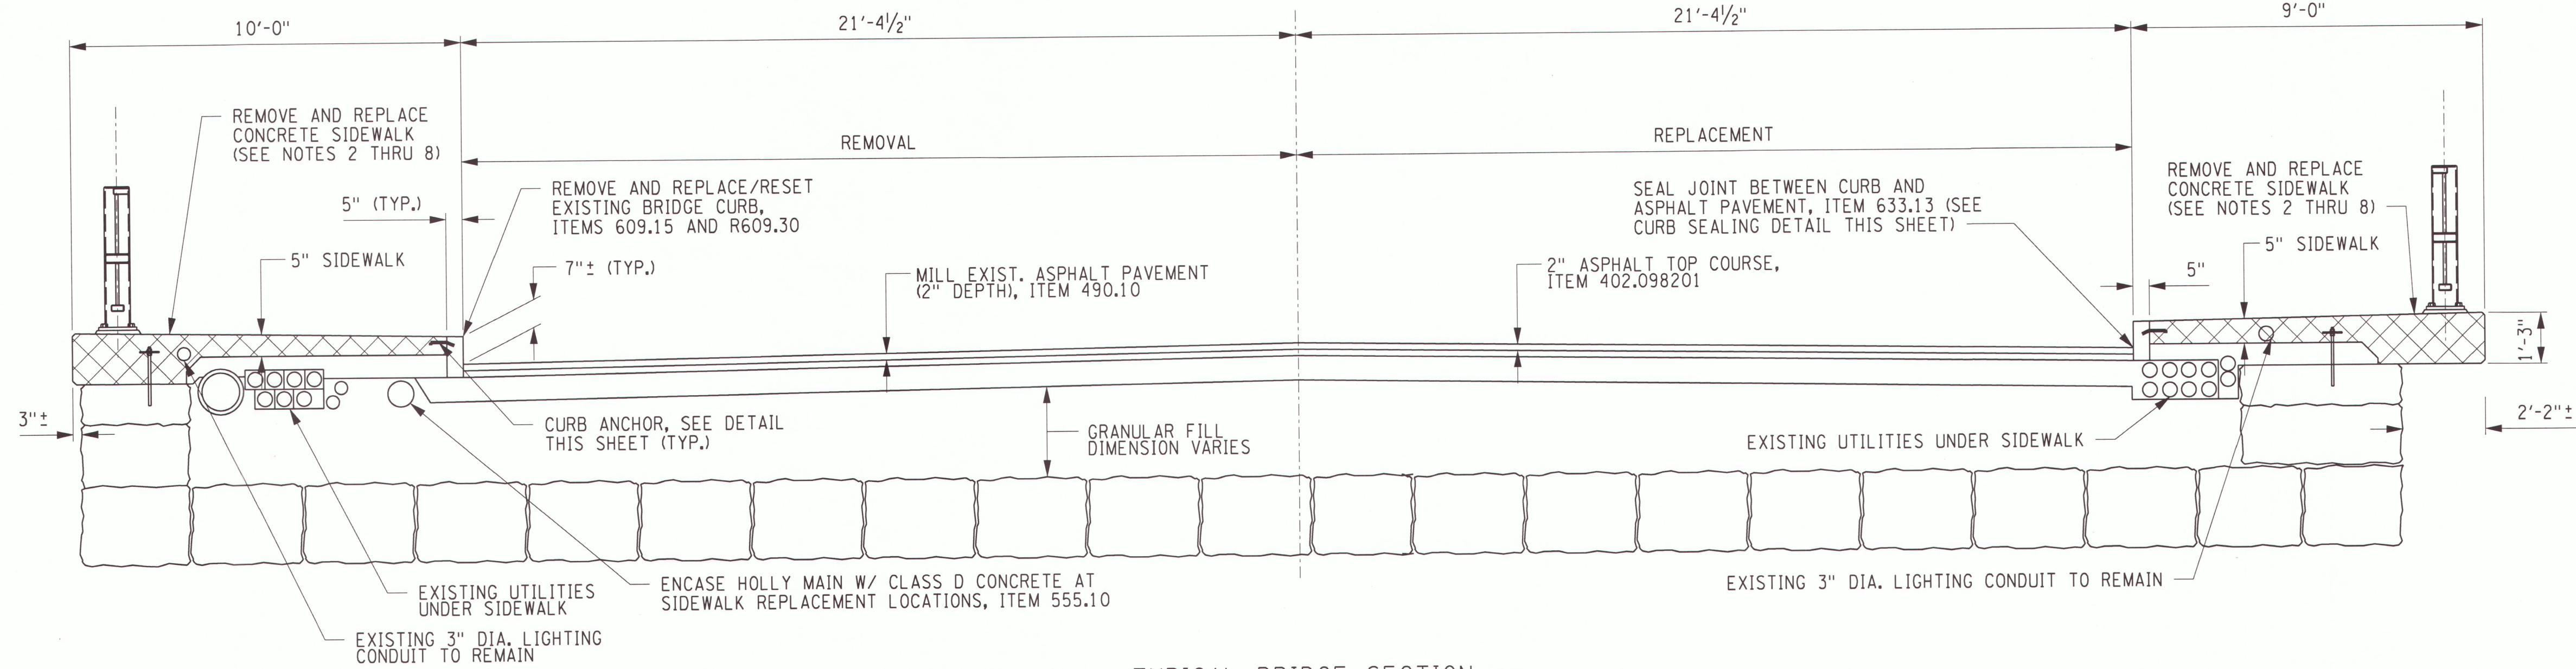 10'-0"
21'-4½"
21'-4½"
9'-0"
REMOVE AND REPLACE
CONCRETE SIDEWALK
(SEE NOTES 2 THRU 8)
REMOVAL
REPLACEMENT
REMOVE AND REPLACE
CONCRETE SIDEWALK
(SEE NOTES 2 THRU 8)
5" (TYP.)
REMOVE AND REPLACE/RESET
EXISTING BRIDGE CURB,
ITEMS 609.15 AND R609.30
SEAL JOINT BETWEEN CURB AND
ASPHALT PAVEMENT, ITEM 633.13 (SEE
CURB SEALING DETAIL THIS SHEET)
5" SIDEWALK
7"± (TYP.)
MILL EXIST. ASPHALT PAVEMENT
(2" DEPTH), ITEM 490.10
2" ASPHALT TOP COURSE,
ITEM 402.098201
5" SIDEWALK
5"
1'-3"
3"±
CURB ANCHOR, SEE DETAIL
THIS SHEET (TYP.)
GRANULAR FILL
DIMENSION VARIES
EXISTING UTILITIES UNDER SIDEWALK
2'-2"±
EXISTING UTILITIES
UNDER SIDEWALK
ENCASE HOLLY MAIN W/ CLASS D CONCRETE AT
SIDEWALK REPLACEMENT LOCATIONS, ITEM 555.10
EXISTING 3" DIA. LIGHTING CONDUIT TO REMAIN
EXISTING 3" DIA. LIGHTING
CONDUIT TO REMAIN
TYPICAL BRIDGE SECTION